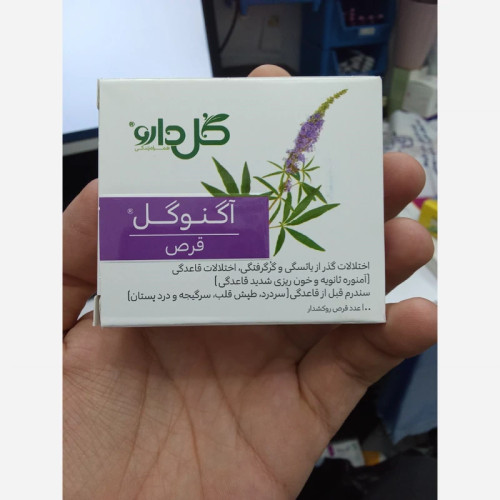 گل دارو®
آگنوگل®
قرص
اختلالات گذر از یائسگی و گُرگرفتگی، اختلالات قاعدگی
[آمنوره ثانویه و خون ریزی شدید قاعدگی]
سندرم قبل از قاعدگی[سردرد، طپش قلب، سرگیجه و درد پستان]
۱۰۰ عدد قرص روکشدار